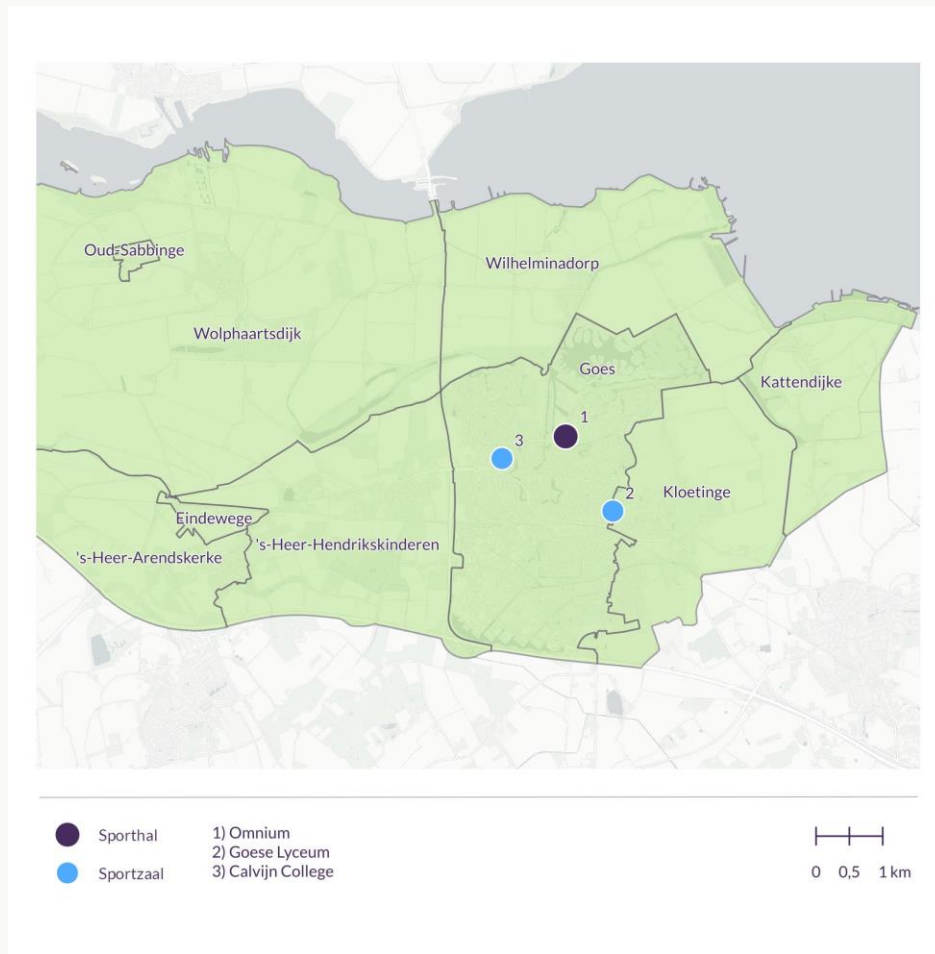 Oud-Sabbinge
Wilhelminadorp
Wolphaartsdijk
Goes
Kattendijke
1
3
Kloetinge
2
Eindewege
's-Heer-Hendrikskinderen
's-Heer-Arendskerke
Sporthal
Sportzaal
1) Omnium
2) Goese Lyceum
3) Calvijn College
0 0,5 1 km